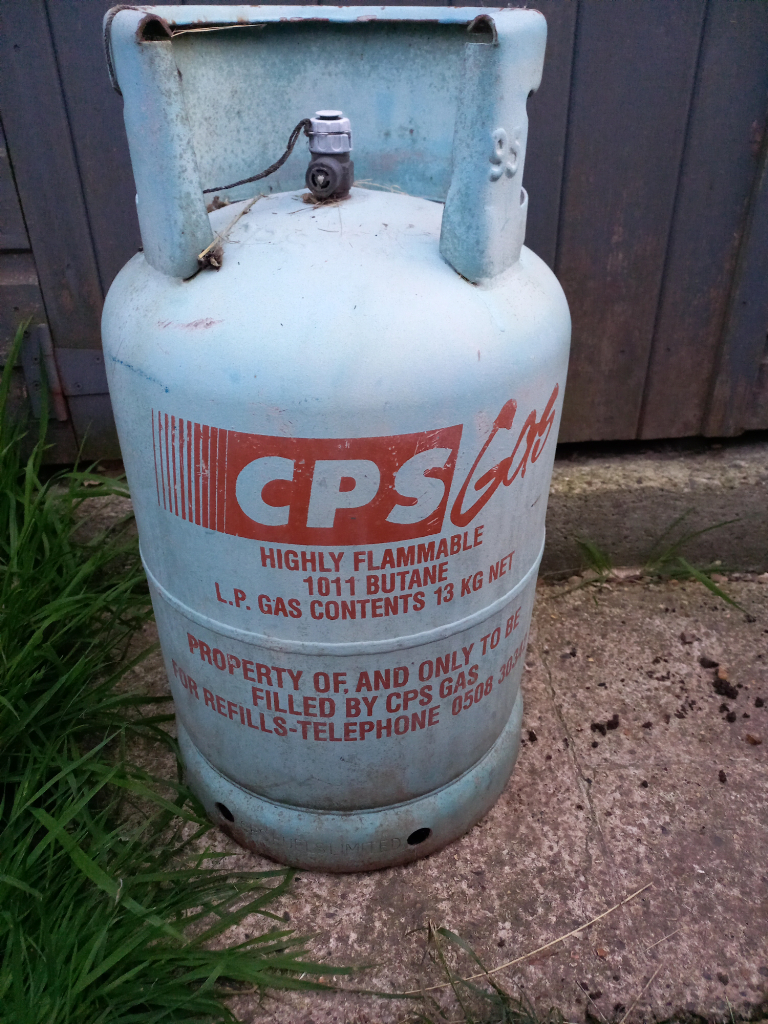 95
CPS Gas
HIGHLY FLAMMABLE
1011 BUTANE
L.P. GAS CONTENTS 13 KG NET
PROPERTY OF, AND ONLY TO BE
FILLED BY CPS GAS
FOR REFILLS-TELEPHONE 0508
LIMITED